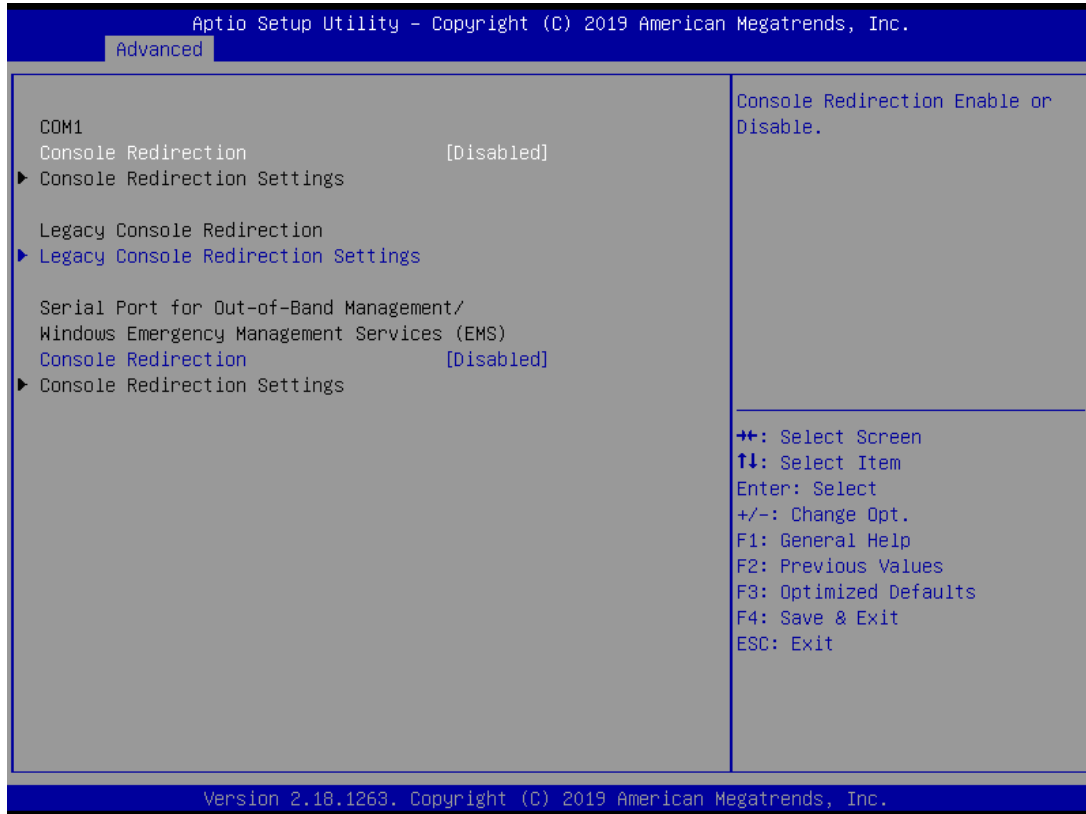 Aptio Setup Utility – Copyright (C) 2019 American Megatrends, Inc.
Advanced
COM1
Console Redirection [Disabled]
▶ Console Redirection Settings
Legacy Console Redirection
▶ Legacy Console Redirection Settings
Serial Port for Out-of-Band Management/
Windows Emergency Management Services (EMS)
Console Redirection [Disabled]
▶ Console Redirection Settings
Console Redirection Enable or
Disable.
→←: Select Screen
↑↓: Select Item
Enter: Select
+/-: Change Opt.
F1: General Help
F2: Previous Values
F3: Optimized Defaults
F4: Save & Exit
ESC: Exit
Version 2.18.1263. Copyright (C) 2019 American Megatrends, Inc.